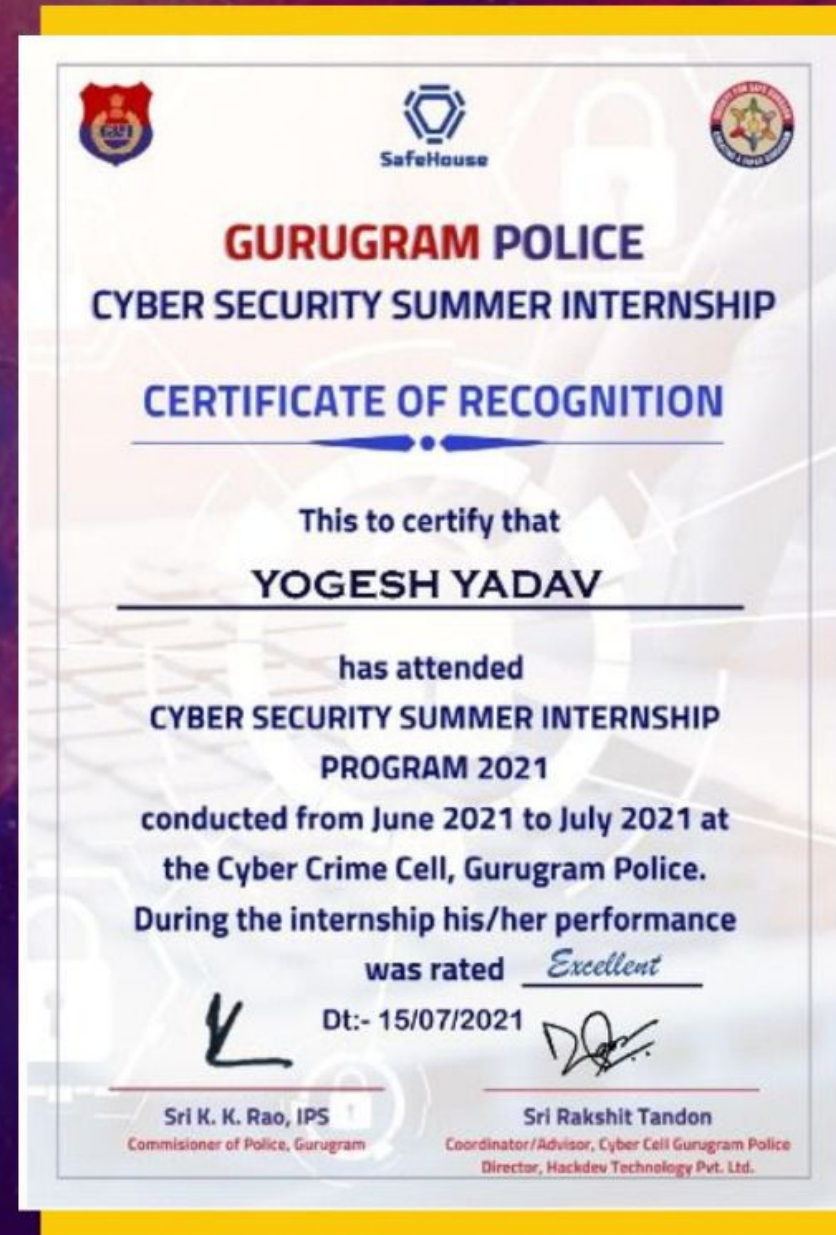 SafeHouse
GURUGRAM POLICE
CYBER SECURITY SUMMER INTERNSHIP
CERTIFICATE OF RECOGNITION
This to certify that
YOGESH YADAV
has attended
CYBER SECURITY SUMMER INTERNSHIP
PROGRAM 2021
conducted from June 2021 to July 2021 at
the Cyber Crime Cell, Gurugram Police.
During the internship his/her performance
was rated Excellent
Dt:- 15/07/2021
Sri K. K. Rao, IPS
Commisioner of Police, Gurugram
Sri Rakshit Tandon
Coordinator/Advisor, Cyber Cell Gurugram Police
Director, Hackdev Technology Pvt. Ltd.